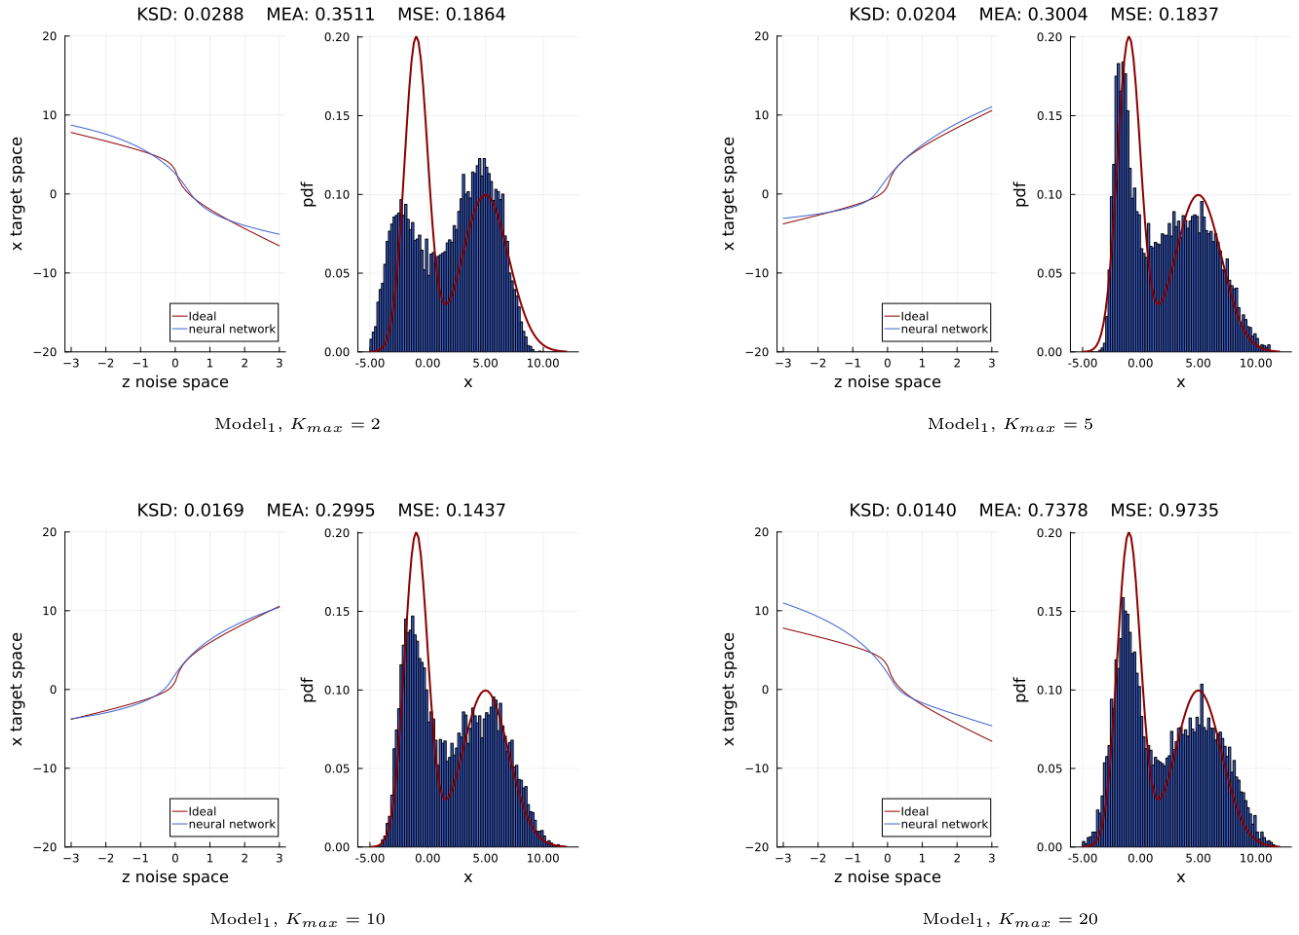 KSD: 0.0288 MEA: 0.3511 MSE: 0.1864
20
10
0
−10
−20
x target space
−3 −2 −1 0 1 2 3
z noise space
Ideal
neural network
0.20
0.15
0.10
0.05
0.00
pdf
-5.00 0.00 5.00 10.00
x
Model1, Kmax = 2
KSD: 0.0204 MEA: 0.3004 MSE: 0.1837
20
10
0
−10
−20
x target space
−3 −2 −1 0 1 2 3
z noise space
Ideal
neural network
0.20
0.15
0.10
0.05
0.00
pdf
-5.00 0.00 5.00 10.00
x
Model1, Kmax = 5
KSD: 0.0169 MEA: 0.2995 MSE: 0.1437
20
10
0
−10
−20
x target space
−3 −2 −1 0 1 2 3
z noise space
Ideal
neural network
0.20
0.15
0.10
0.05
0.00
pdf
-5.00 0.00 5.00 10.00
x
Model1, Kmax = 10
KSD: 0.0140 MEA: 0.7378 MSE: 0.9735
20
10
0
−10
−20
x target space
−3 −2 −1 0 1 2 3
z noise space
Ideal
neural network
0.20
0.15
0.10
0.05
0.00
pdf
-5.00 0.00 5.00 10.00
x
Model1, Kmax = 20